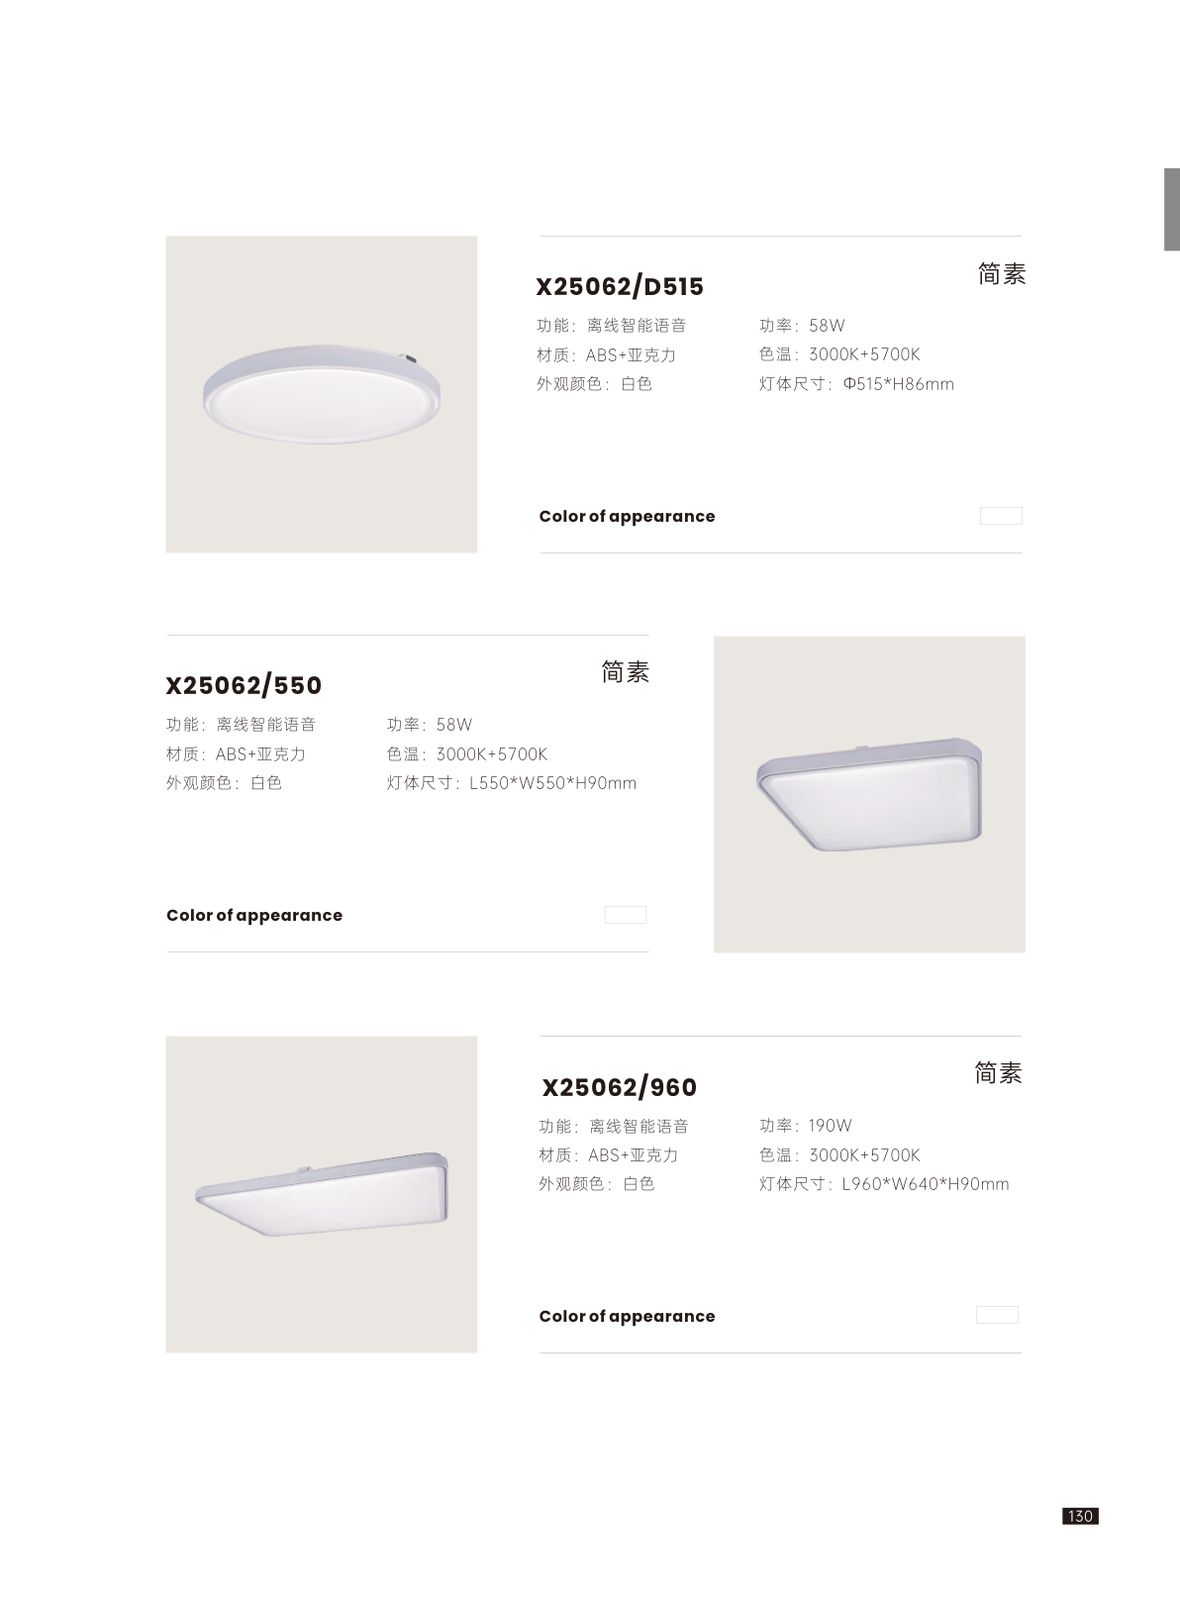 简素
X25062/D515
功能：离线智能语音
功率：58W
材质：ABS+亚克力
色温：3000K+5700K
外观颜色：白色
灯体尺寸：Φ515*H86mm
Color of appearance
简素
X25062/550
功能：离线智能语音
功率：58W
材质：ABS+亚克力
色温：3000K+5700K
外观颜色：白色
灯体尺寸：L550*W550*H90mm
Color of appearance
简素
X25062/960
功能：离线智能语音
功率：190W
材质：ABS+亚克力
色温：3000K+5700K
外观颜色：白色
灯体尺寸：L960*W640*H90mm
Color of appearance
130